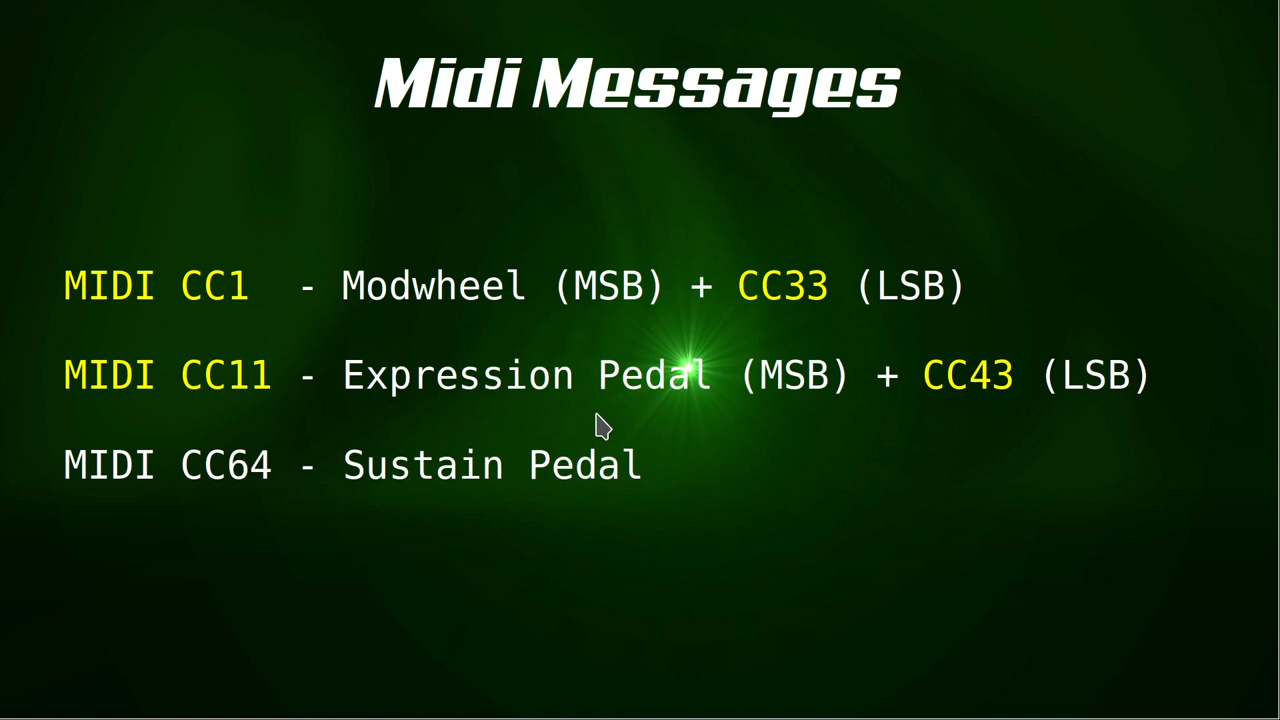 Midi Messages
MIDI CC1 - Modwheel (MSB) + CC33 (LSB)
MIDI CC11 - Expression Pedal (MSB) + CC43 (LSB)
MIDI CC64 - Sustain Pedal